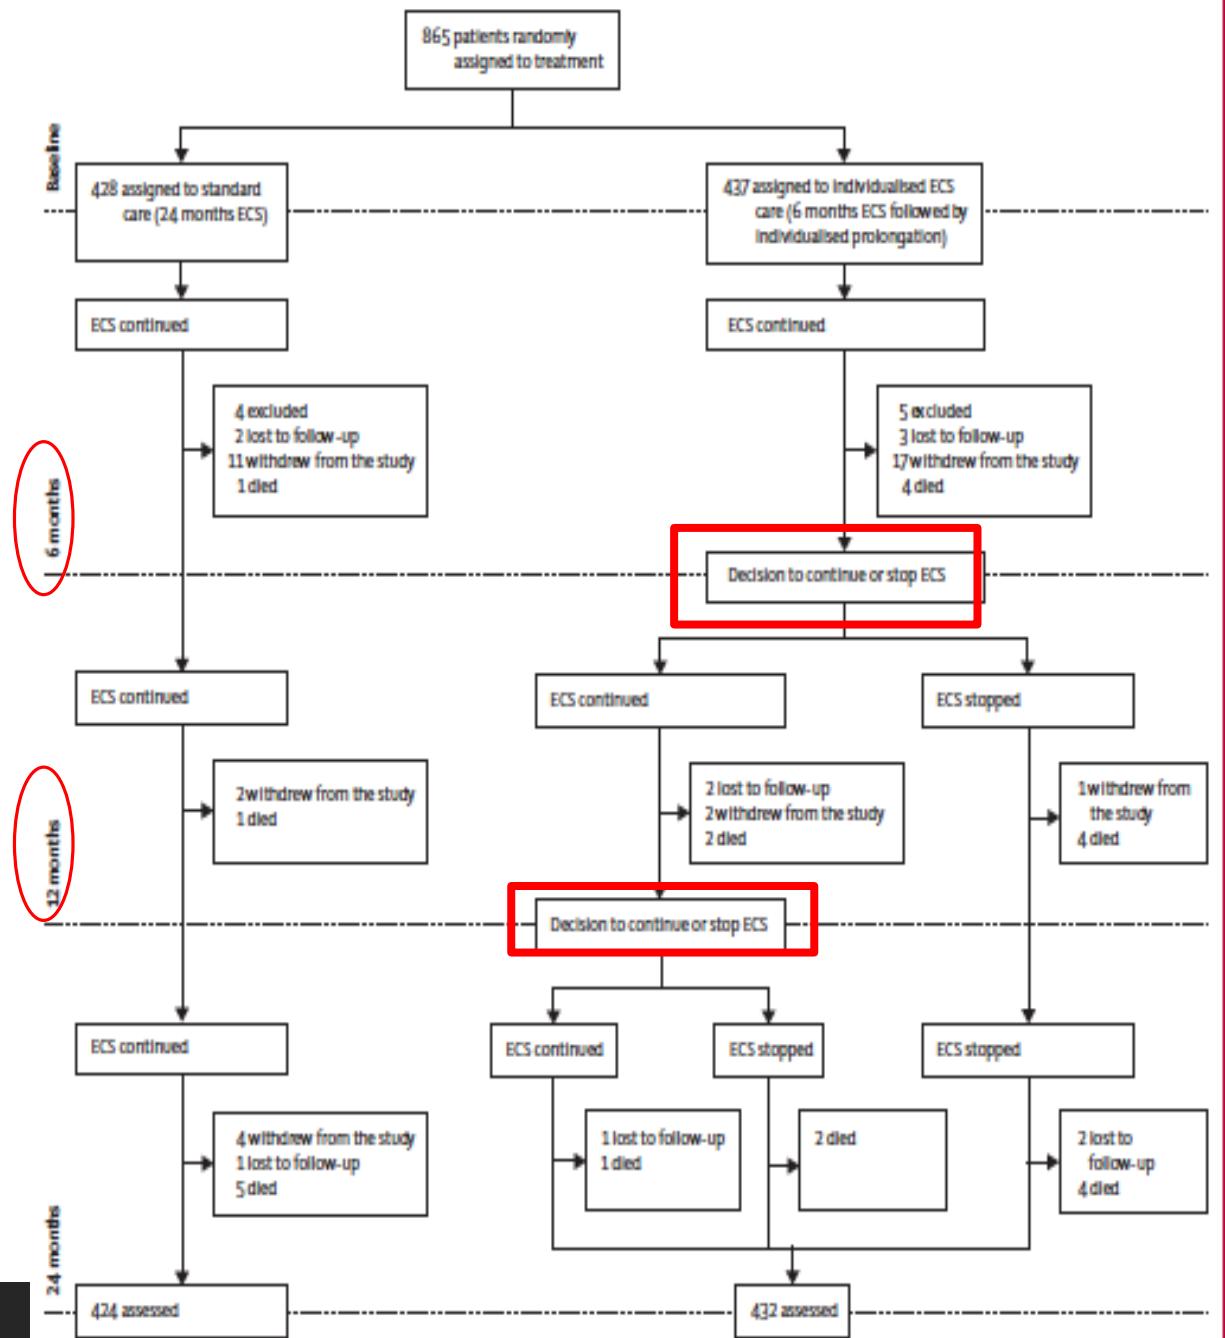 865 patients randomly
assigned to treatment
Baseline
428 assigned to standard
care (24 months ECS)
437 assigned to individualised ECS
care (6 months ECS followed by
individualised prolongation)
ECS continued
ECS continued
4 excluded
2 lost to follow-up
11 withdrew from the study
1 died
5 excluded
3 lost to follow-up
17 withdrew from the study
4 died
6 months
Decision to continue or stop ECS
ECS continued
ECS continued
ECS stopped
2 withdrew from the study
1 died
2 lost to follow-up
2 withdrew from the study
2 died
1 withdrew from
the study
4 died
12 months
Decision to continue or stop ECS
ECS continued
ECS continued
ECS stopped
ECS stopped
4 withdrew from the study
1 lost to follow-up
5 died
1 lost to follow-up
1 died
2 died
2 lost to
follow-up
4 died
24 months
424 assessed
432 assessed